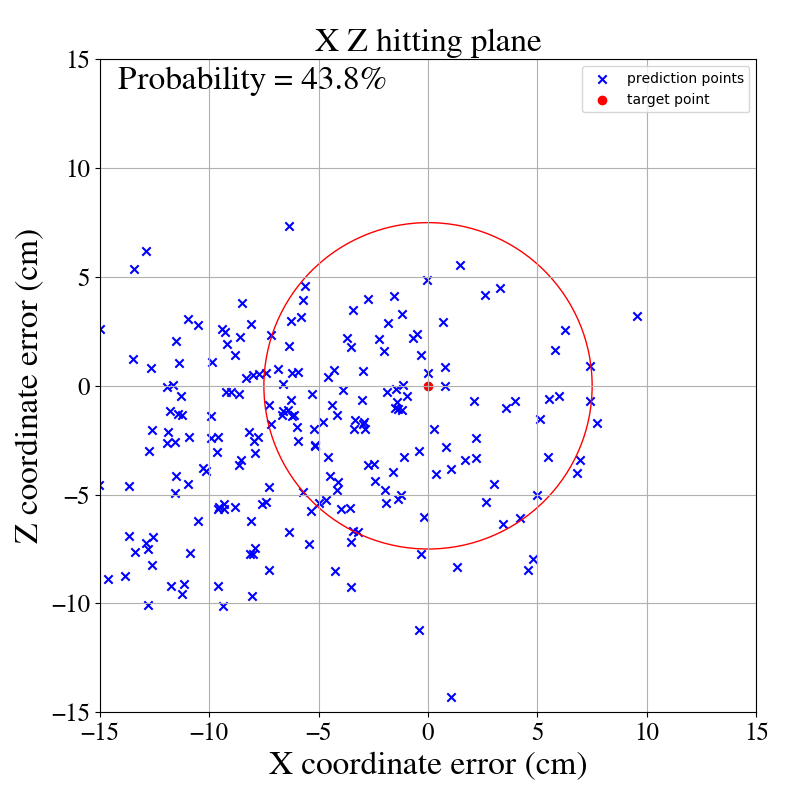 X Z hitting plane
Probability = 43.8%
prediction points
target point
15
10
5
0
−5
−10
−15
Z coordinate error (cm)
−15 −10 −5 0 5 10 15
X coordinate error (cm)